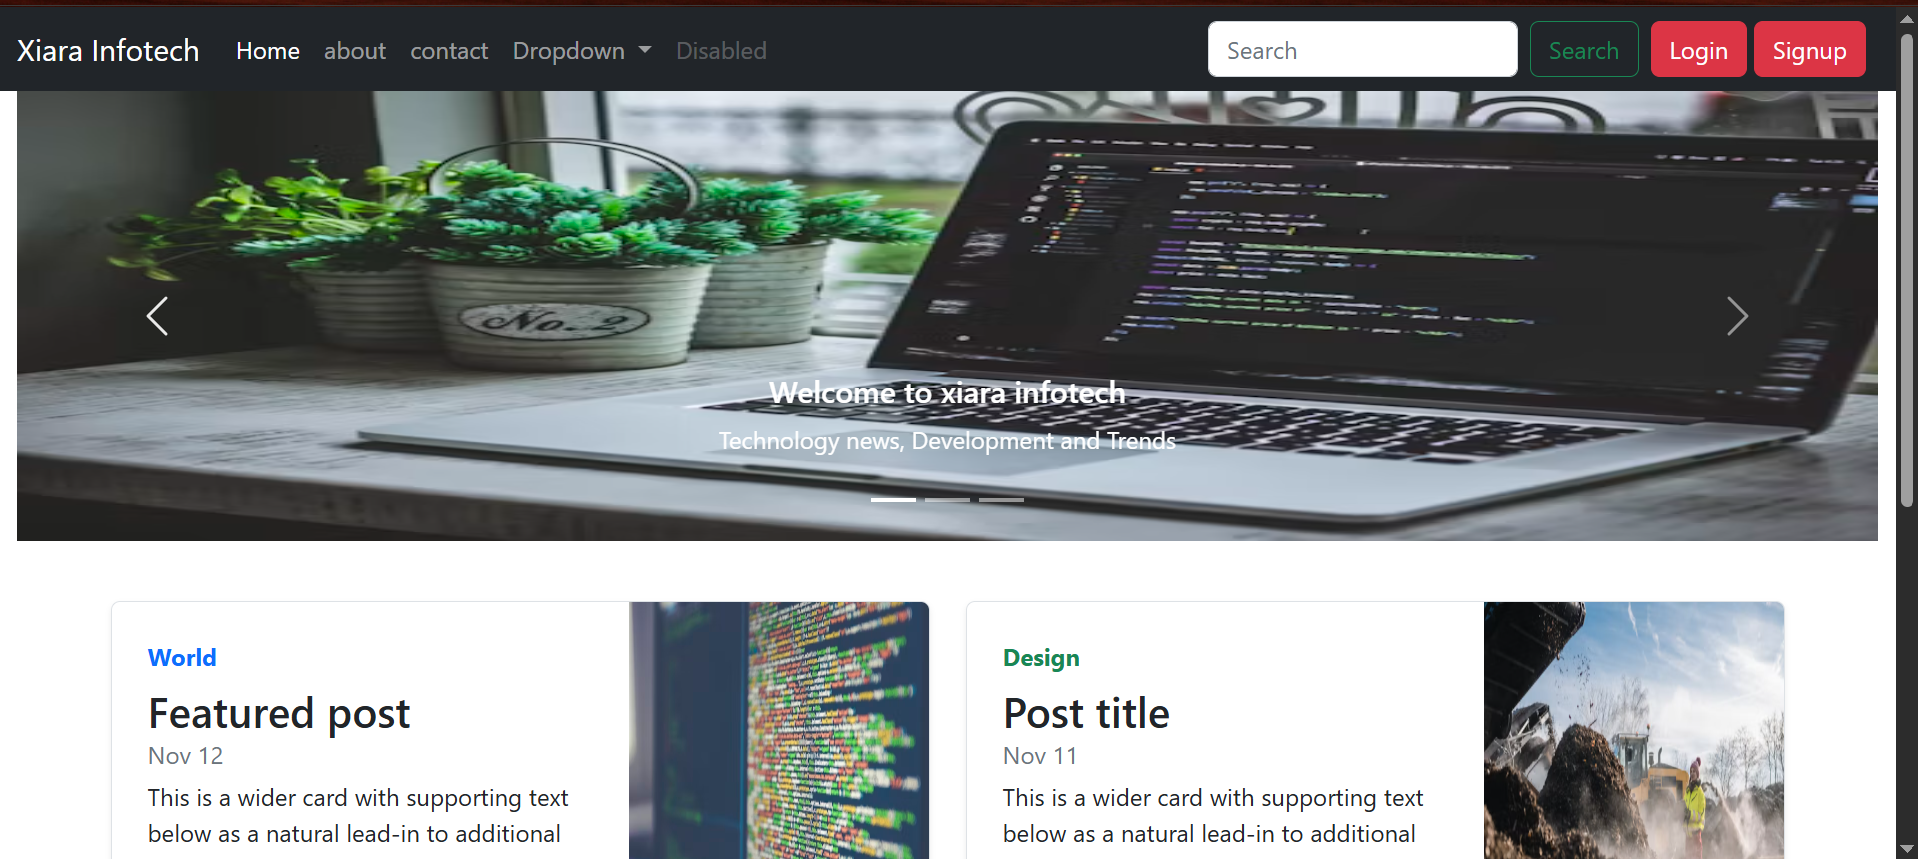 Xiara Infotech Home about contact Dropdown Disabled Search Search Login Signup
No. 2
Welcome to xiara infotech
Technology news, Development and Trends
World
Featured post
Nov 12
This is a wider card with supporting text
below as a natural lead-in to additional
Design
Post title
Nov 11
This is a wider card with supporting text
below as a natural lead-in to additional